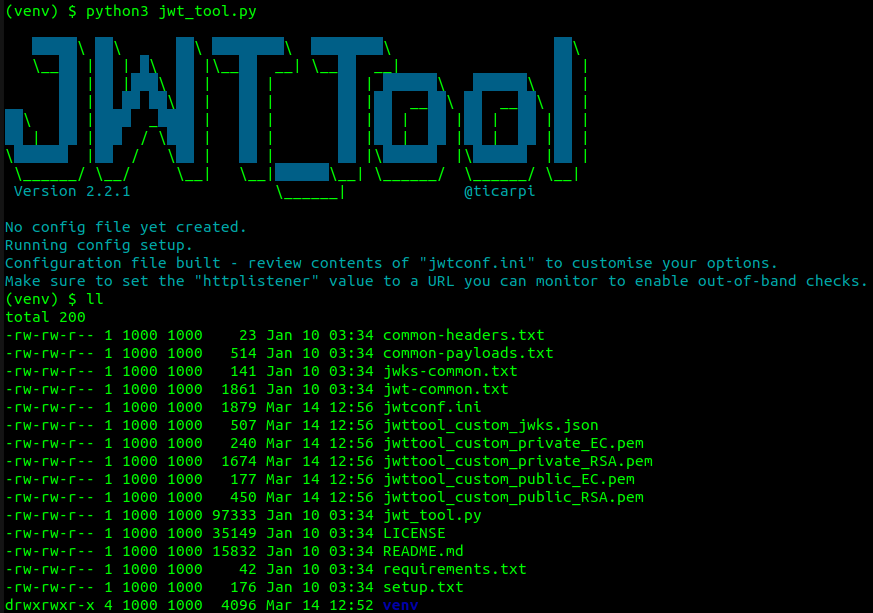 (venv) $ python3 jwt_tool.py
JWT_Tool
Version 2.2.1 @ticarpi
No config file yet created.
Running config setup.
Configuration file built - review contents of "jwtconf.ini" to customise your options.
Make sure to set the "httplistener" value to a URL you can monitor to enable out-of-band checks.
(venv) $ ll
total 200
-rw-rw-r-- 1 1000 1000    23 Jan 10 03:34 common-headers.txt
-rw-rw-r-- 1 1000 1000   514 Jan 10 03:34 common-payloads.txt
-rw-rw-r-- 1 1000 1000   141 Jan 10 03:34 jwks-common.txt
-rw-rw-r-- 1 1000 1000  1861 Jan 10 03:34 jwt-common.txt
-rw-rw-r-- 1 1000 1000  1879 Mar 14 12:56 jwtconf.ini
-rw-rw-r-- 1 1000 1000   507 Mar 14 12:56 jwttool_custom_jwks.json
-rw-rw-r-- 1 1000 1000   240 Mar 14 12:56 jwttool_custom_private_EC.pem
-rw-rw-r-- 1 1000 1000  1674 Mar 14 12:56 jwttool_custom_private_RSA.pem
-rw-rw-r-- 1 1000 1000   177 Mar 14 12:56 jwttool_custom_public_EC.pem
-rw-rw-r-- 1 1000 1000   450 Mar 14 12:56 jwttool_custom_public_RSA.pem
-rw-rw-r-- 1 1000 1000 97333 Jan 10 03:34 jwt_tool.py
-rw-rw-r-- 1 1000 1000 35149 Jan 10 03:34 LICENSE
-rw-rw-r-- 1 1000 1000 15832 Jan 10 03:34 README.md
-rw-rw-r-- 1 1000 1000    42 Jan 10 03:34 requirements.txt
-rw-rw-r-- 1 1000 1000   176 Jan 10 03:34 setup.txt
drwxrwxr-x 4 1000 1000  4096 Mar 14 12:52 venv